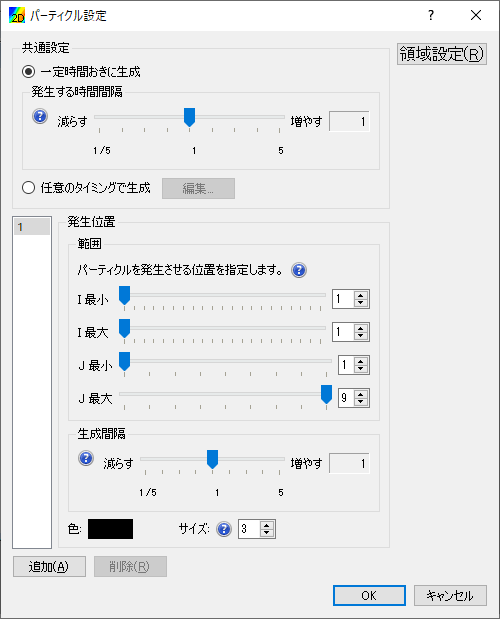 2D パーティクル設定 ? ×
共通設定
領域設定(R)
一定時間おきに生成
発生する時間間隔
? 減らす 増やす 1
1/5 1 5
任意のタイミングで生成 編集...
1
発生位置
範囲
パーティクルを発生させる位置を指定します。 ?
I 最小 1
I 最大 1
J 最小 1
J 最大 9
生成間隔
? 減らす 増やす 1
1/5 1 5
色: サイズ: ? 3
追加(A) 削除(R)
OK キャンセル